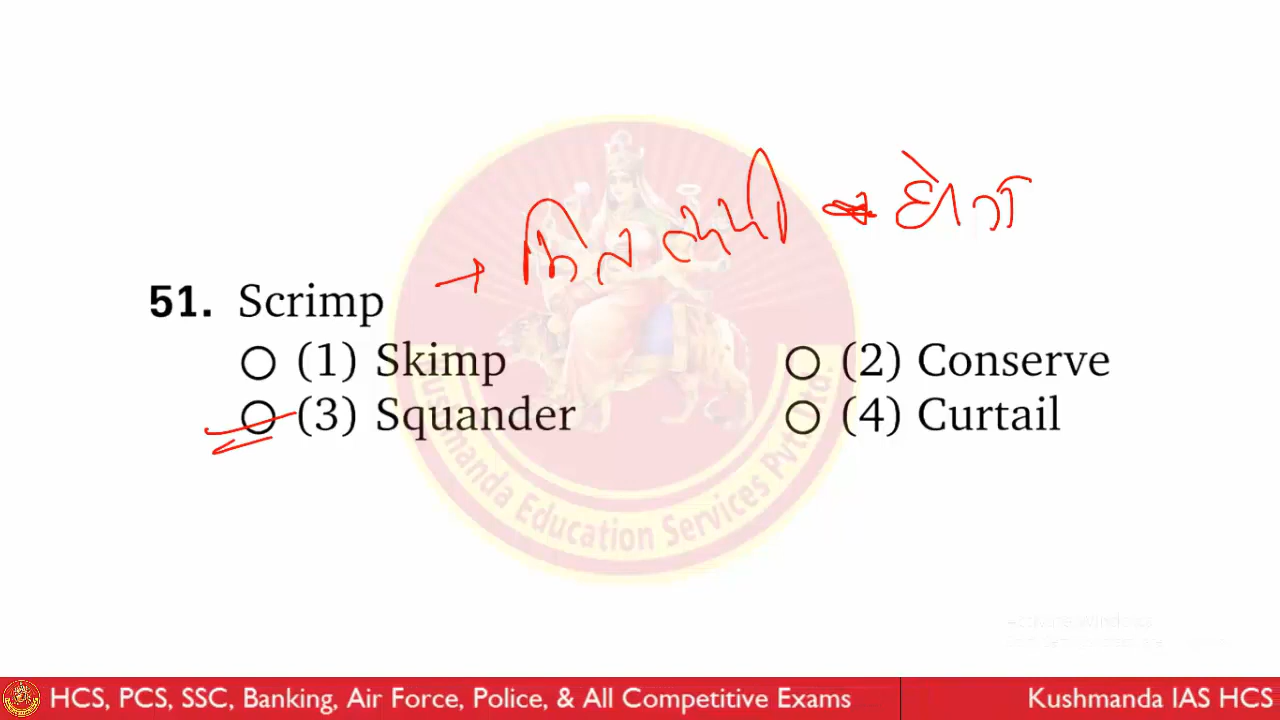 मितव्ययी होना
51. Scrimp
(1) Skimp (2) Conserve
(3) Squander (4) Curtail
Kushmanda Education Services Pvt. Ltd.
HCS, PCS, SSC, Banking, Air Force, Police, & All Competitive Exams Kushmanda IAS HCS